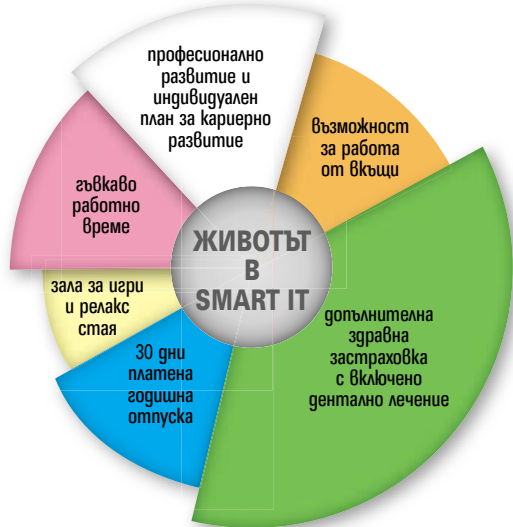 професионално
развитие и
индивидуален
план за кариерно
развитие
възможност
за работа
от вкъщи
гъвкаво
работно
време
ЖИВОТЪТ
В
SMART IT
зала за игри
и релакс
стая
допълнителна
здравна
застраховка
с включено
дентално лечение
30 дни
платена
годишна
отпуска